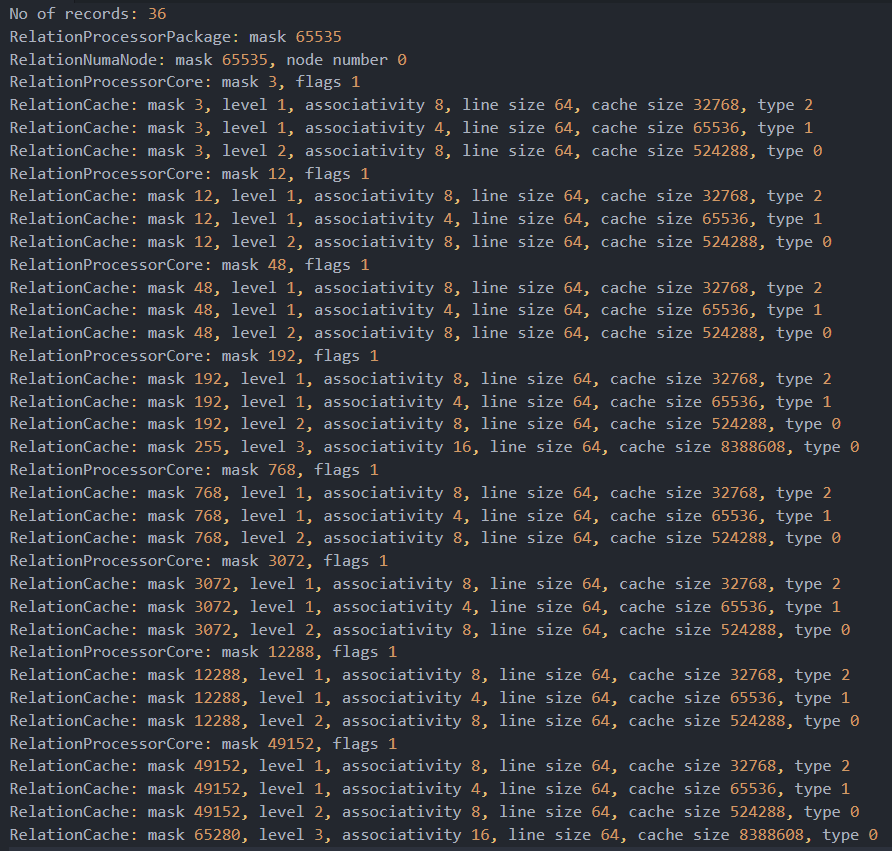 No of records: 36
RelationProcessorPackage: mask 65535
RelationNumaNode: mask 65535, node number 0
RelationProcessorCore: mask 3, flags 1
RelationCache: mask 3, level 1, associativity 8, line size 64, cache size 32768, type 2
RelationCache: mask 3, level 1, associativity 4, line size 64, cache size 65536, type 1
RelationCache: mask 3, level 2, associativity 8, line size 64, cache size 524288, type 0
RelationProcessorCore: mask 12, flags 1
RelationCache: mask 12, level 1, associativity 8, line size 64, cache size 32768, type 2
RelationCache: mask 12, level 1, associativity 4, line size 64, cache size 65536, type 1
RelationCache: mask 12, level 2, associativity 8, line size 64, cache size 524288, type 0
RelationProcessorCore: mask 48, flags 1
RelationCache: mask 48, level 1, associativity 8, line size 64, cache size 32768, type 2
RelationCache: mask 48, level 1, associativity 4, line size 64, cache size 65536, type 1
RelationCache: mask 48, level 2, associativity 8, line size 64, cache size 524288, type 0
RelationProcessorCore: mask 192, flags 1
RelationCache: mask 192, level 1, associativity 8, line size 64, cache size 32768, type 2
RelationCache: mask 192, level 1, associativity 4, line size 64, cache size 65536, type 1
RelationCache: mask 192, level 2, associativity 8, line size 64, cache size 524288, type 0
RelationCache: mask 255, level 3, associativity 16, line size 64, cache size 8388608, type 0
RelationProcessorCore: mask 768, flags 1
RelationCache: mask 768, level 1, associativity 8, line size 64, cache size 32768, type 2
RelationCache: mask 768, level 1, associativity 4, line size 64, cache size 65536, type 1
RelationCache: mask 768, level 2, associativity 8, line size 64, cache size 524288, type 0
RelationProcessorCore: mask 3072, flags 1
RelationCache: mask 3072, level 1, associativity 8, line size 64, cache size 32768, type 2
RelationCache: mask 3072, level 1, associativity 4, line size 64, cache size 65536, type 1
RelationCache: mask 3072, level 2, associativity 8, line size 64, cache size 524288, type 0
RelationProcessorCore: mask 12288, flags 1
RelationCache: mask 12288, level 1, associativity 8, line size 64, cache size 32768, type 2
RelationCache: mask 12288, level 1, associativity 4, line size 64, cache size 65536, type 1
RelationCache: mask 12288, level 2, associativity 8, line size 64, cache size 524288, type 0
RelationProcessorCore: mask 49152, flags 1
RelationCache: mask 49152, level 1, associativity 8, line size 64, cache size 32768, type 2
RelationCache: mask 49152, level 1, associativity 4, line size 64, cache size 65536, type 1
RelationCache: mask 49152, level 2, associativity 8, line size 64, cache size 524288, type 0
RelationCache: mask 65280, level 3, associativity 16, line size 64, cache size 8388608, type 0